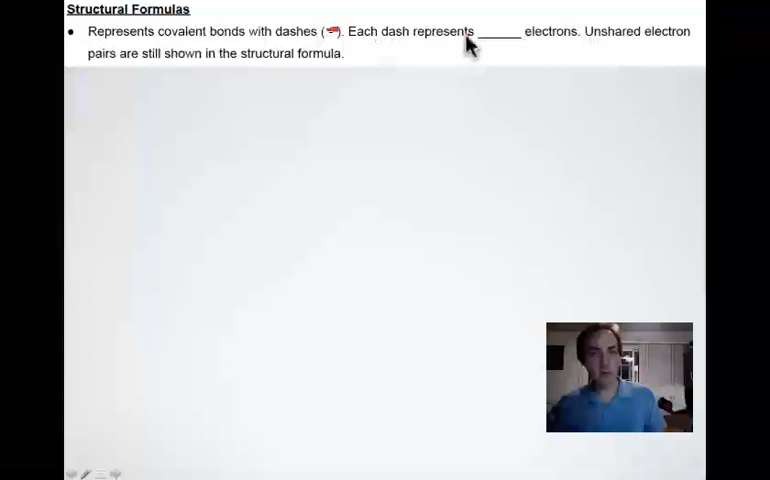 Structural Formulas
● Represents covalent bonds with dashes (–). Each dash represents ______ electrons. Unshared electron
pairs are still shown in the structural formula.